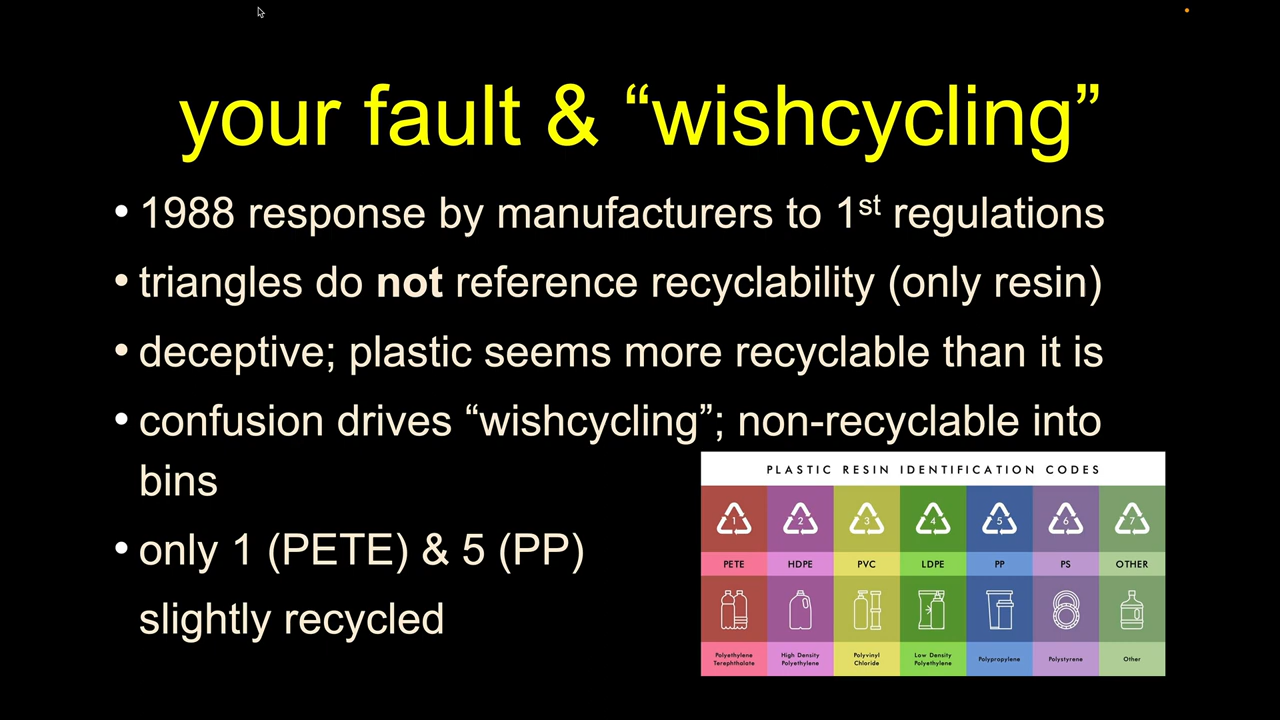 your fault & “wishcycling”
• 1988 response by manufacturers to 1st regulations
• triangles do not reference recyclability (only resin)
• deceptive; plastic seems more recyclable than it is
• confusion drives “wishcycling”; non-recyclable into
bins
• only 1 (PETE) & 5 (PP)
slightly recycled
PLASTIC RESIN IDENTIFICATION CODES
1 2 3 4 5 6 7
PETE HDPE PVC LDPE PP PS OTHER
Polyethylene Terephthalate High Density Polyethylene Polyvinyl Chloride Low Density Polyethylene Polypropylene Polystyrene Other